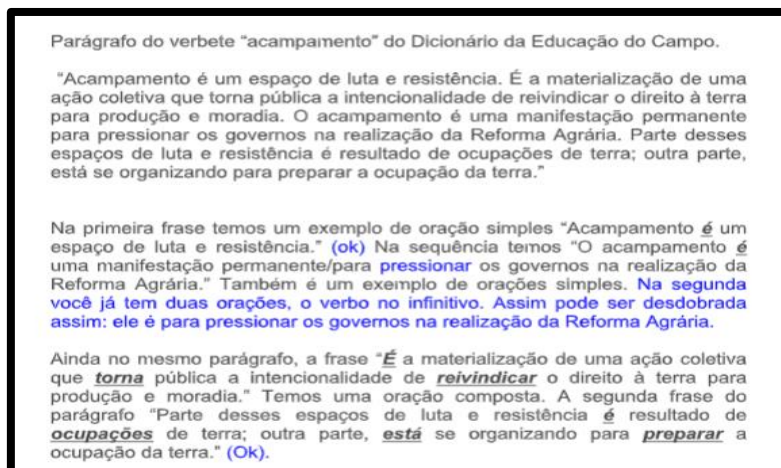 Parágrafo do verbete “acampamento” do Dicionário da Educação do Campo.
“Acampamento é um espaço de luta e resistência. É a materialização de uma
ação coletiva que torna pública a intencionalidade de reivindicar o direito à terra
para produção e moradia. O acampamento é uma manifestação permanente
para pressionar os governos na realização da Reforma Agrária. Parte desses
espaços de luta e resistência é resultado de ocupações de terra; outra parte,
está se organizando para preparar a ocupação da terra.”
Na primeira frase temos um exemplo de oração simples “Acampamento é um
espaço de luta e resistência.” (ok) Na sequência temos “O acampamento é
uma manifestação permanente/para pressionar os governos na realização da
Reforma Agrária.” Também é um exemplo de orações simples. Na segunda
você já tem duas orações, o verbo no infinitivo. Assim pode ser desdobrada
assim: ele é para pressionar os governos na realização da Reforma Agrária.
Ainda no mesmo parágrafo, a frase “É a materialização de uma ação coletiva
que torna pública a intencionalidade de reivindicar o direito à terra para
produção e moradia.” Temos uma oração composta. A segunda frase do
parágrafo “Parte desses espaços de luta e resistência é resultado de
ocupações de terra; outra parte, está se organizando para preparar a
ocupação da terra.” (Ok).